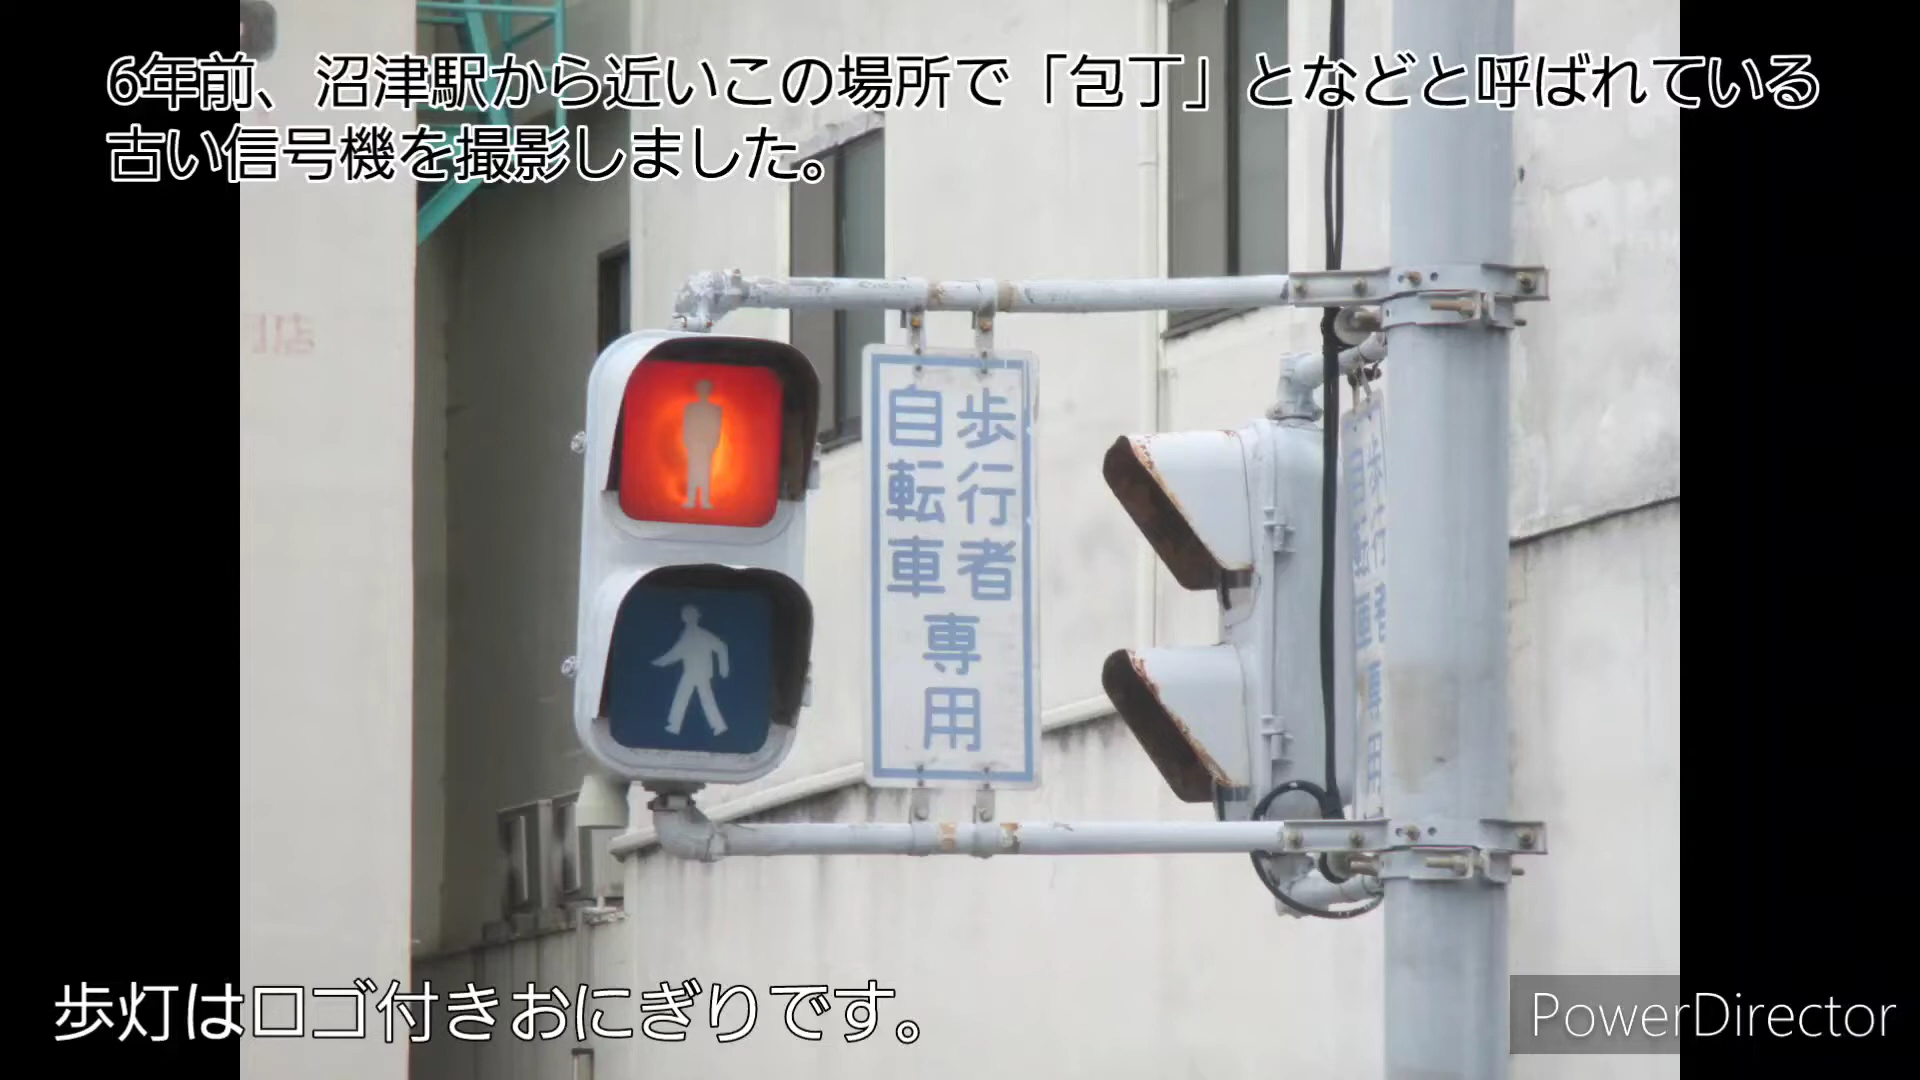 6年前、沼津駅から近いこの場所で「包丁」となどと呼ばれている
古い信号機を撮影しました。
歩行者
自転車
専用
歩灯はロゴ付きおにぎりです。
PowerDirector